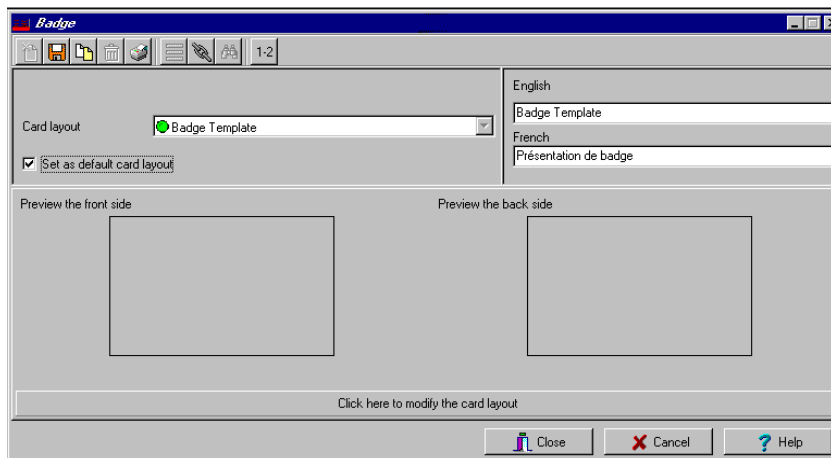 Badge
1-2
English
Badge Template
Card layout
Badge Template
French
Présentation de badge
Set as default card layout
Preview the front side
Preview the back side
Click here to modify the card layout
Close
Cancel
Help